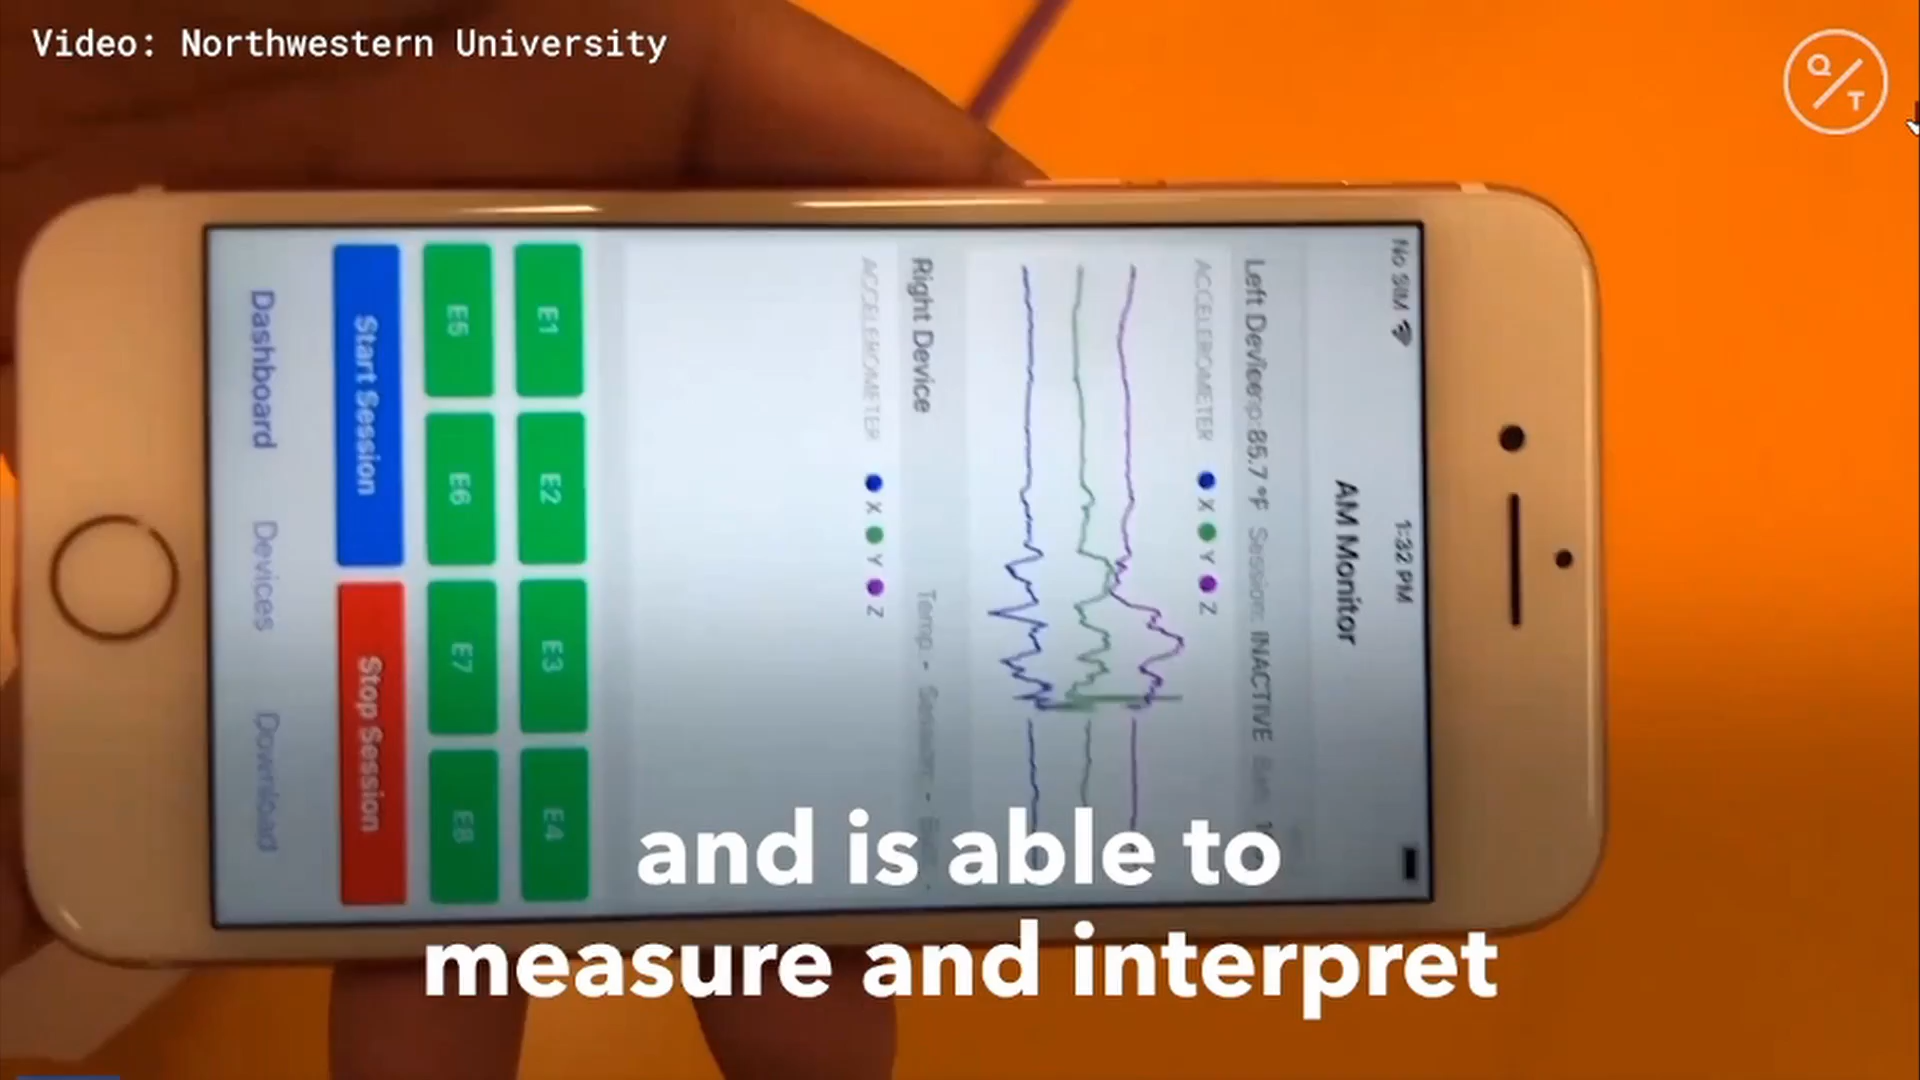 Video: Northwestern University
Q/T
No SIM 1:32 PM
AM Monitor
Left Device 85.7 °F Session: INACTIVE
ACCELEROMETER X Y Z
Right Device Temp - Session: -
ACCELEROMETER X Y Z
E1 E2 E3 E4
E5 E6 E7 E8
Start Session Stop Session
Dashboard Devices Download
and is able to
measure and interpret